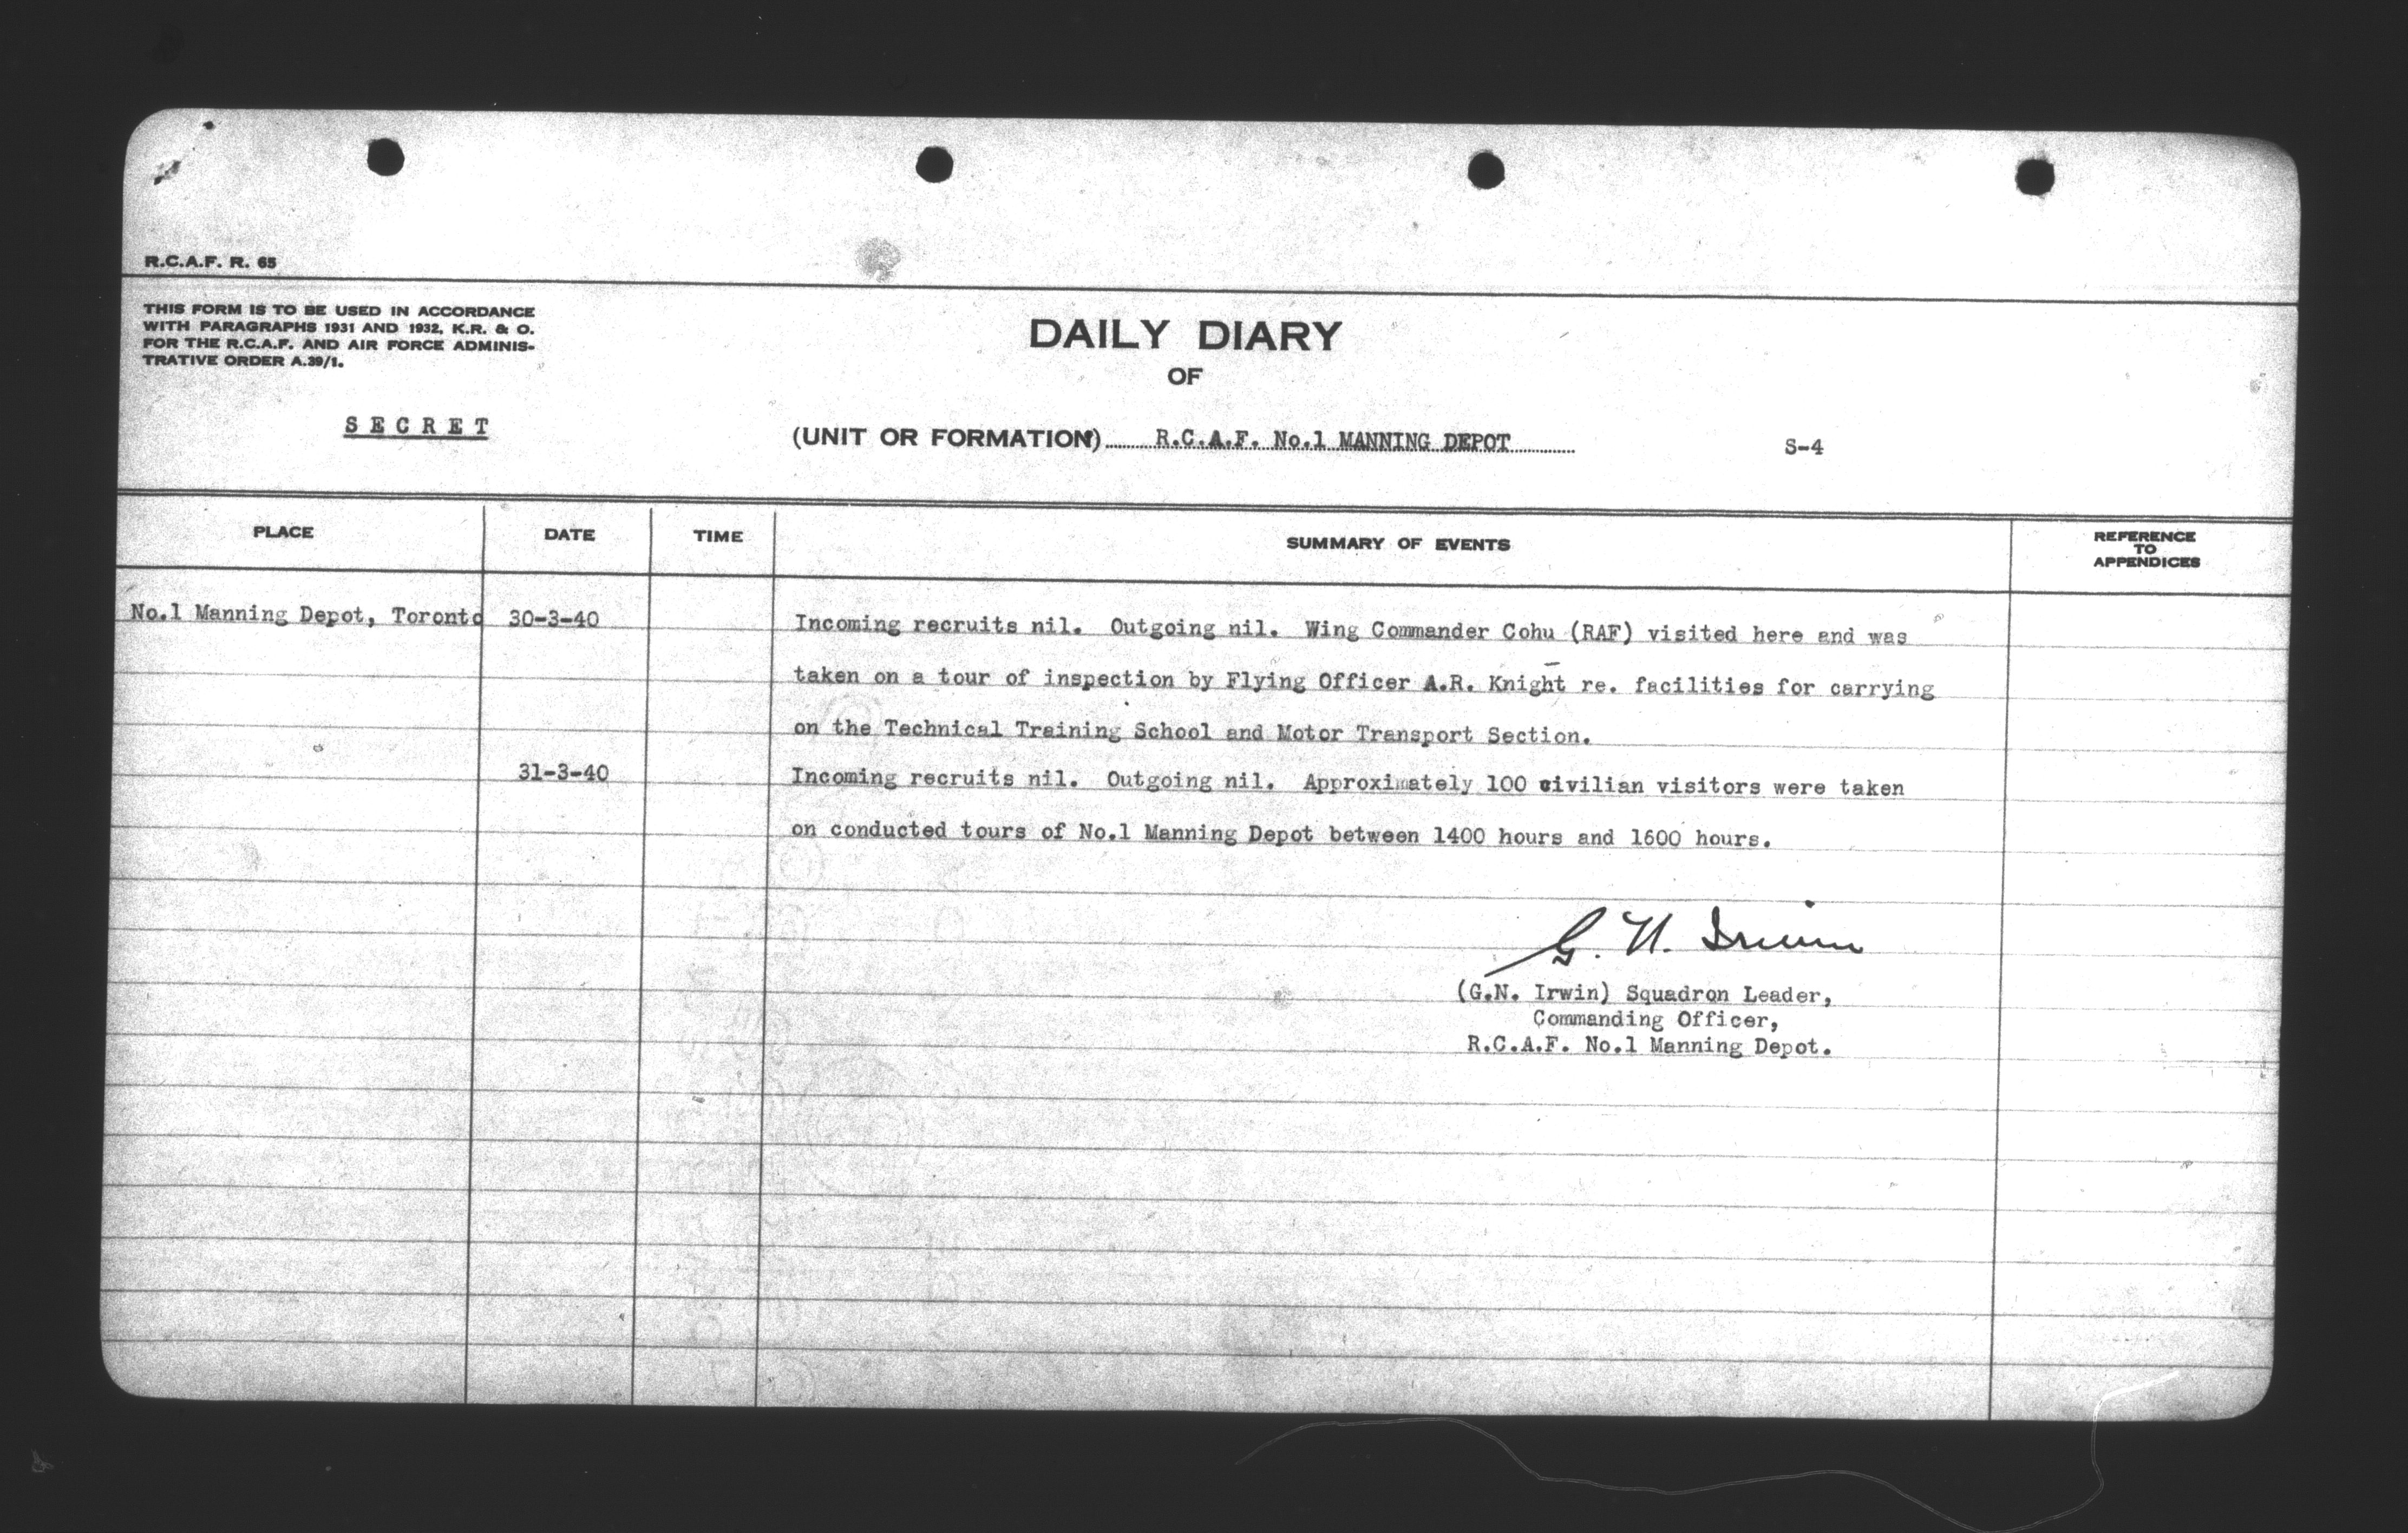 R.C.A.F. R. 65
THIS FORM IS TO BE USED IN ACCORDANCE
WITH PARAGRAPHS 1931 AND 1932, K.R. & O.
FOR THE R.C.A.F. AND AIR FORCE ADMINIS-
TRATIVE ORDER A.39/1.
DAILY DIARY
OF
SECRET
(UNIT OR FORMATION) R.C.A.F. No.1 MANNING DEPOT
S-4
PLACE DATE TIME SUMMARY OF EVENTS REFERENCE
TO
APPENDICES
No.1 Manning Depot, Toronto 30-3-40 Incoming recruits nil. Outgoing nil. Wing Commander Cohu (RAF) visited here and was
taken on a tour of inspection by Flying Officer A.R. Knight re. facilities for carrying
on the Technical Training School and Motor Transport Section.
31-3-40 Incoming recruits nil. Outgoing nil. Approximately 100 civilian visitors were taken
on conducted tours of No.1 Manning Depot between 1400 hours and 1600 hours.
G. N. Irwin
(G.N. Irwin) Squadron Leader,
Commanding Officer,
R.C.A.F. No.1 Manning Depot.